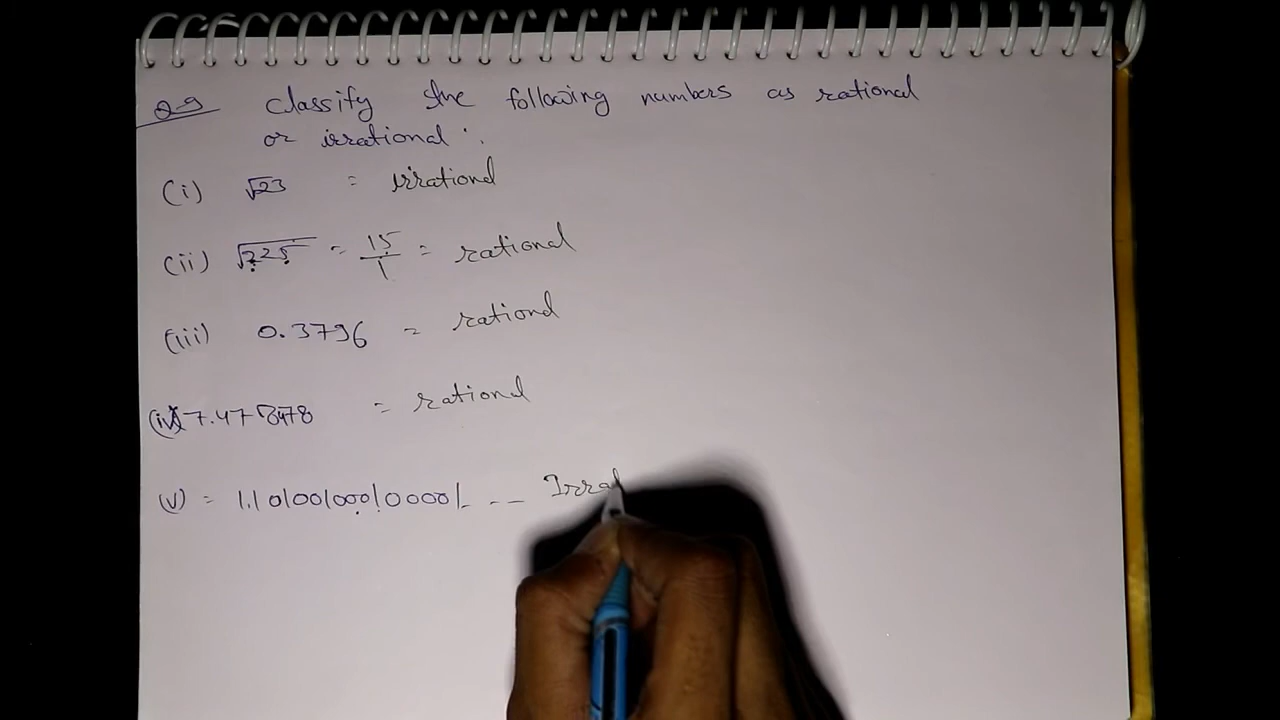 Q-9 Classify the following numbers as rational
or irrational :
(i) √23 = irrational
(ii) √225 = 15/1 = rational
(iii) 0.3796 = rational
(iv) 7.478478 = rational
(v) = 1.101001000100001- -- Irrat